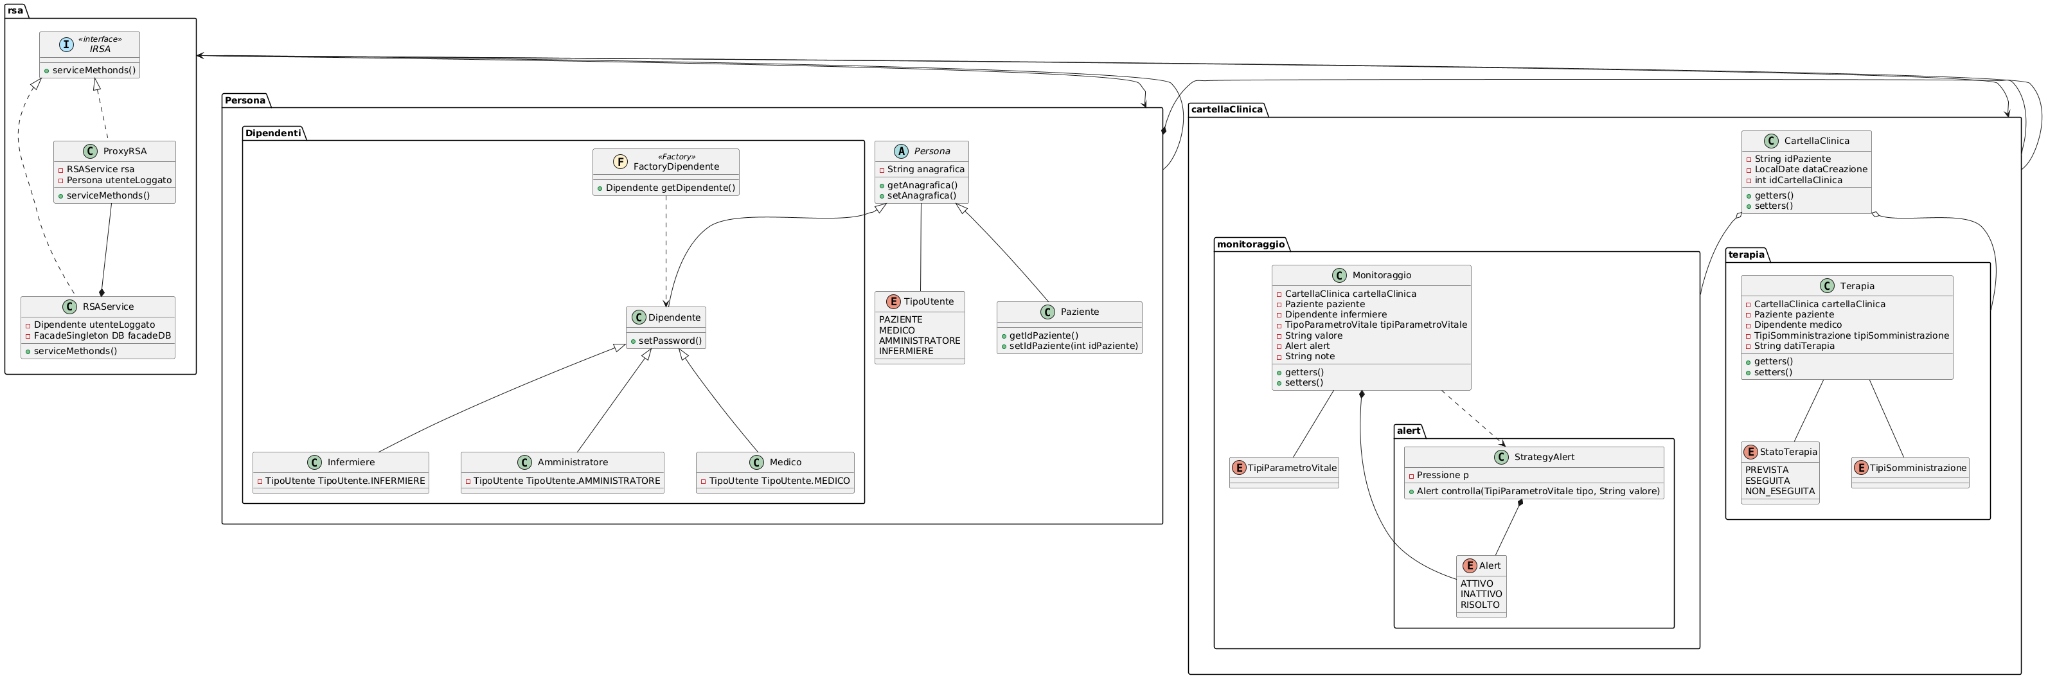 rsa
«interface»
IRSA
serviceMethonds()
ProxyRSA
RSAService rsa
Persona utenteLoggato
serviceMethonds()
RSAService
Dipendente utenteLoggato
FacadeSingleton DB facadeDB
serviceMethonds()
Persona
Dipendenti
«Factory»
FactoryDipendente
Dipendente getDipendente()
Persona
String anagrafica
getAnagrafica()
setAnagrafica()
Dipendente
setPassword()
TipoUtente
PAZIENTE
MEDICO
AMMINISTRATORE
INFERMIERE
Paziente
getIdPaziente()
setIdPaziente(int idPaziente)
Infermiere
TipoUtente TipoUtente.INFERMIERE
Amministratore
TipoUtente TipoUtente.AMMINISTRATORE
Medico
TipoUtente TipoUtente.MEDICO
cartellaClinica
CartellaClinica
String idPaziente
LocalDate dataCreazione
int idCartellaClinica
getters()
setters()
monitoraggio
Monitoraggio
CartellaClinica cartellaClinica
Paziente paziente
Dipendente infermiere
TipoParametroVitale tipiParametroVitale
String valore
Alert alert
String note
getters()
setters()
TipiParametroVitale
alert
StrategyAlert
Pressione p
Alert controlla(TipiParametroVitale tipo, String valore)
Alert
ATTIVO
INATTIVO
RISOLTO
terapia
Terapia
CartellaClinica cartellaClinica
Paziente paziente
Dipendente medico
TipiSomministrazione tipiSomministrazione
String datiTerapia
getters()
setters()
StatoTerapia
PREVISTA
ESEGUITA
NON_ESEGUITA
TipiSomministrazione